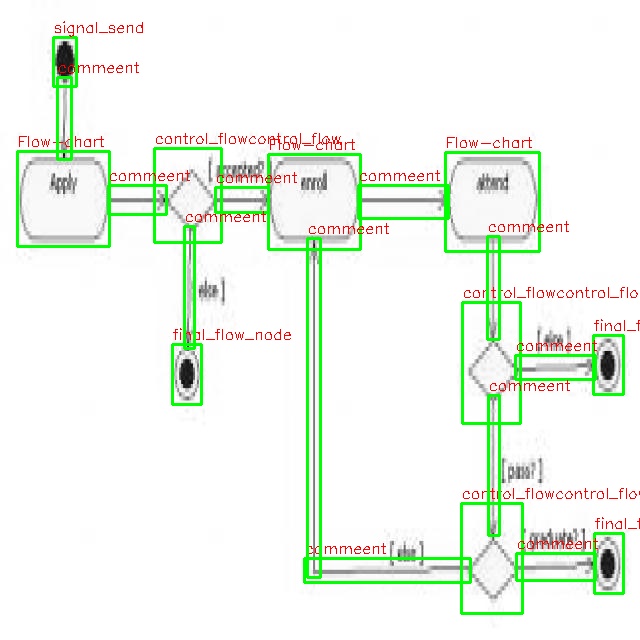 signal_send
commeent
Flow-chart
control_flowcontrol_flow
Flow-chart
Flow-chart
Apply
commeent
[ accepted?
commeent
enroll
commeent
attend
commeent
commeent
commeent
else ]
control_flowcontrol_flo
final_flow_node
[ else ]
commeent
final_f
commeent
[ pass? ]
control_flowcontrol_flo
commeent
[ else ]
[ graduate? ]
commeent
final_f